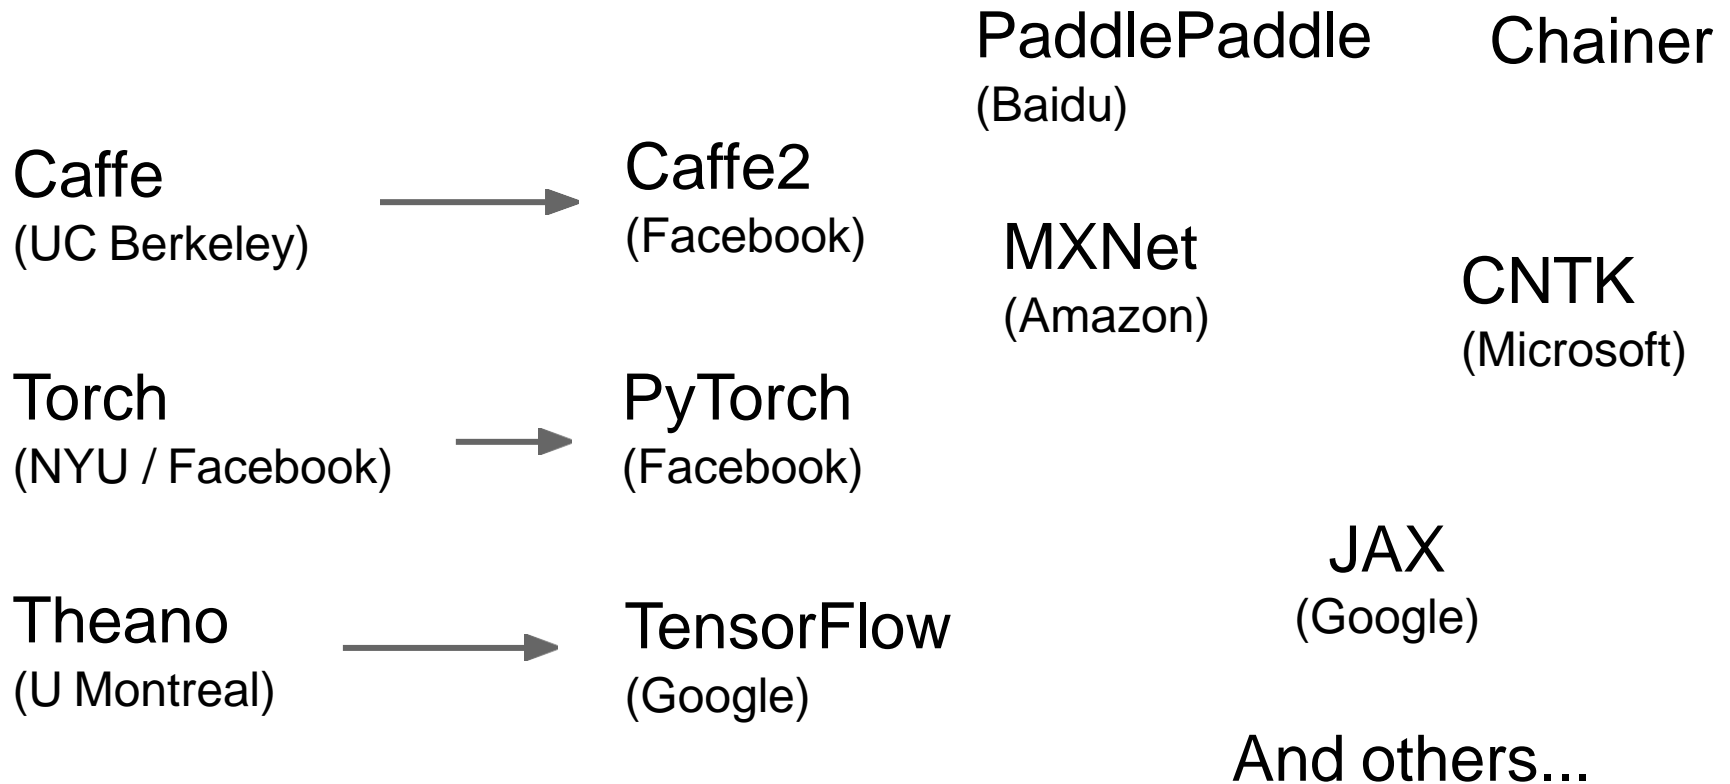 PaddlePaddle
(Baidu)
Chainer
Caffe
(UC Berkeley)
Caffe2
(Facebook)
MXNet
(Amazon)
CNTK
(Microsoft)
Torch
(NYU / Facebook)
PyTorch
(Facebook)
JAX
(Google)
Theano
(U Montreal)
TensorFlow
(Google)
And others...